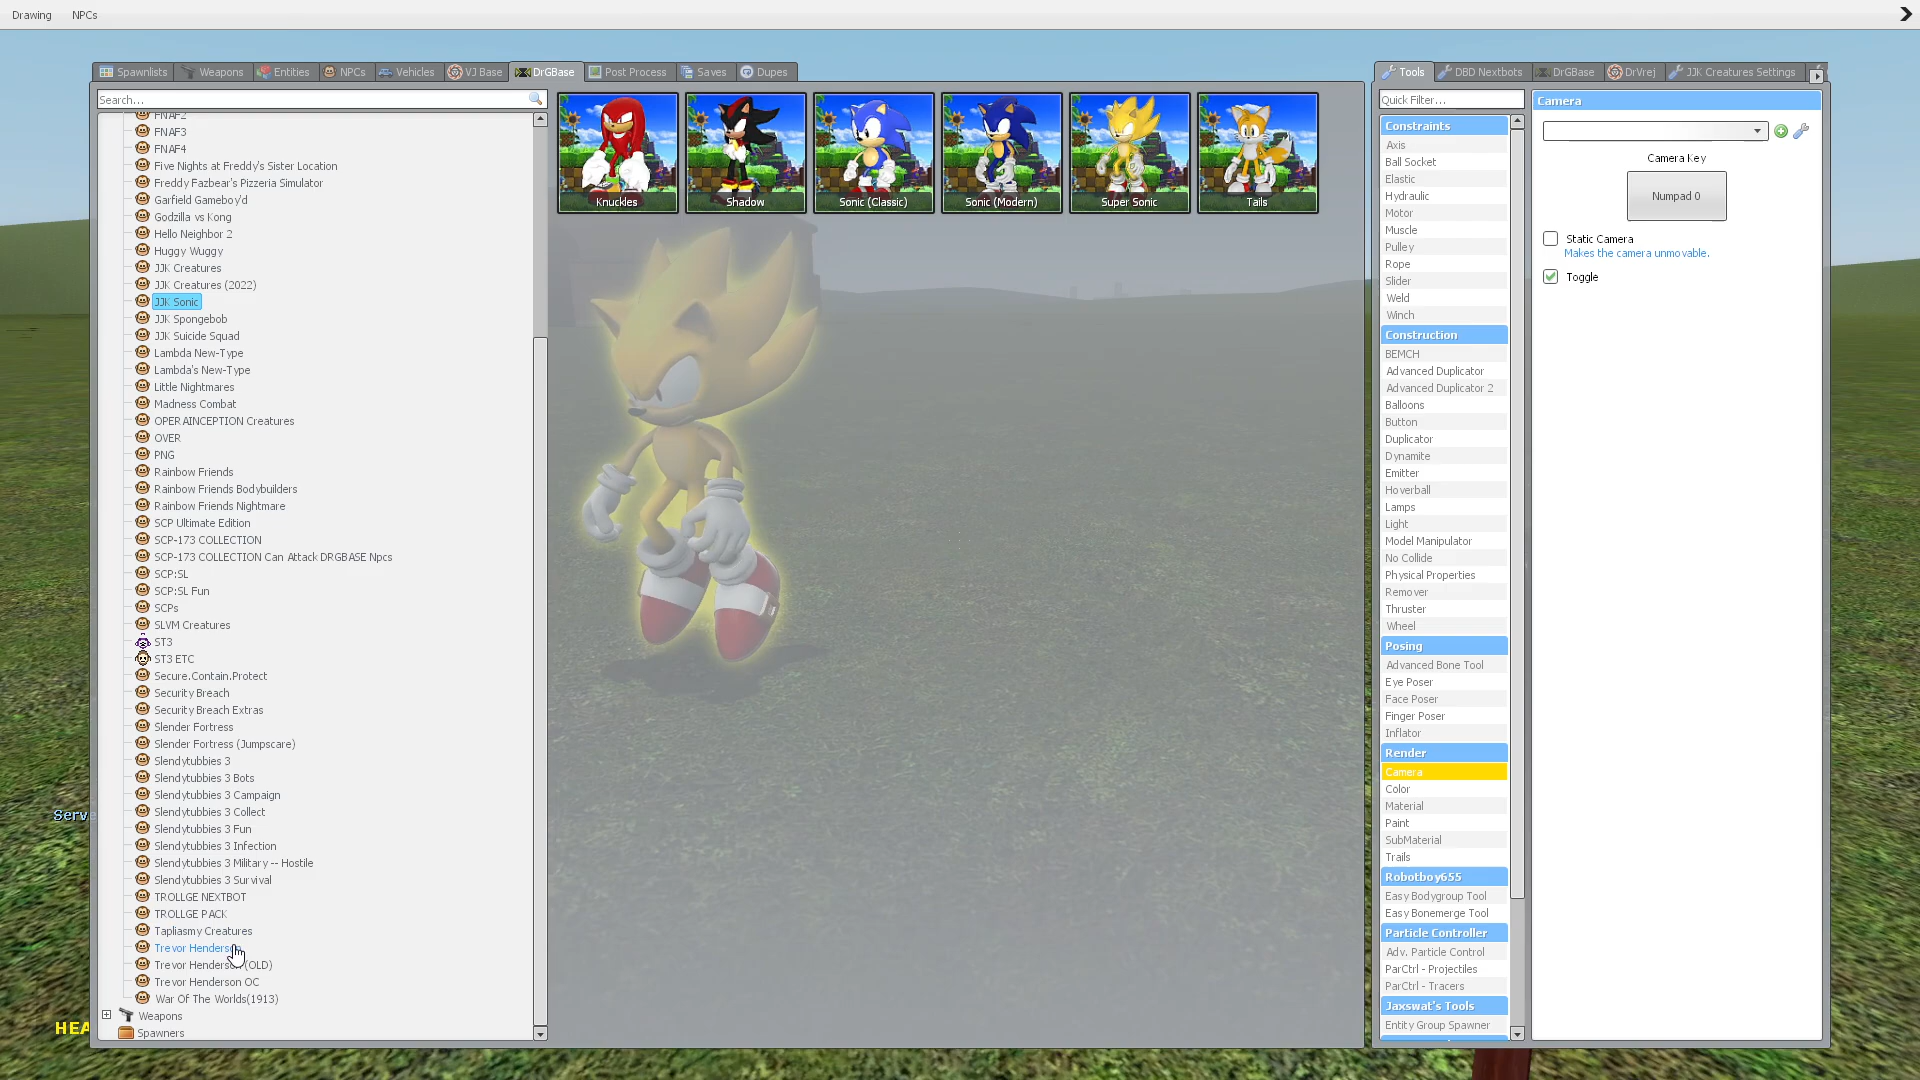 Drawing NPCs
Spawnlists Weapons Entities NPCs Vehicles VJ Base DrGBase Post Process Saves Dupes
Search...
FNAF2
FNAF3
FNAF4
Five Nights at Freddy's Sister Location
Freddy Fazbear's Pizzeria Simulator
Garfield Gameboy'd
Godzilla vs Kong
Hello Neighbor 2
Huggy Wuggy
JJK Creatures
JJK Creatures (2022)
JJK Sonic
JJK Spongebob
JJK Suicide Squad
Lambda New-Type
Lambda's New-Type
Little Nightmares
Madness Combat
OPERAINCEPTION Creatures
OVER
PNG
Rainbow Friends
Rainbow Friends Bodybuilders
Rainbow Friends Nightmare
SCP Ultimate Edition
SCP-173 COLLECTION
SCP-173 COLLECTION Can Attack DRGBASE Npcs
SCP:SL
SCP:SL Fun
SCPs
SLVM Creatures
ST3
ST3 ETC
Secure.Contain.Protect
Security Breach
Security Breach Extras
Slender Fortress
Slender Fortress (Jumpscare)
Slendytubbies 3
Slendytubbies 3 Bots
Slendytubbies 3 Campaign
Slendytubbies 3 Collect
Slendytubbies 3 Fun
Slendytubbies 3 Infection
Slendytubbies 3 Military -- Hostile
Slendytubbies 3 Survival
TROLLGE NEXTBOT
TROLLGE PACK
Tapliasmy Creatures
Trevor Henderson
Trevor Henderson (OLD)
Trevor Henderson OC
War Of The Worlds(1913)
Weapons
Spawners
Serv
HEA
Knuckles Shadow Sonic (Classic) Sonic (Modern) Super Sonic Tails
Tools DBD Nextbots DrGBase DrVrej JJK Creatures Settings
Quick Filter...
Constraints
Axis
Ball Socket
Elastic
Hydraulic
Motor
Muscle
Pulley
Rope
Slider
Weld
Winch
Construction
BEMCH
Advanced Duplicator
Advanced Duplicator 2
Balloons
Button
Duplicator
Dynamite
Emitter
Hoverball
Lamps
Light
Model Manipulator
No Collide
Physical Properties
Remover
Thruster
Wheel
Posing
Advanced Bone Tool
Eye Poser
Face Poser
Finger Poser
Inflator
Render
Camera
Color
Material
Paint
SubMaterial
Trails
Robotboy655
Easy Bodygroup Tool
Easy Bonemerge Tool
Particle Controller
Adv. Particle Control
ParCtrl - Projectiles
ParCtrl - Tracers
Jaxswat's Tools
Entity Group Spawner
Camera
Camera Key
Numpad 0
Static Camera
Makes the camera unmovable.
Toggle